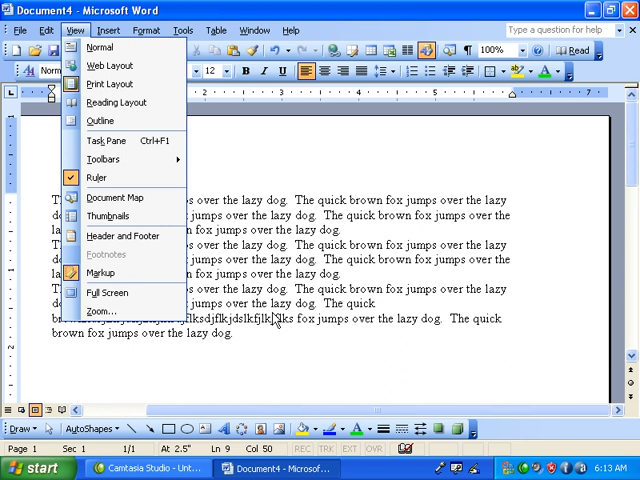 Document4 - Microsoft Word
File Edit View Insert Format Tools Table Window Help Type a question for help
100% Read
Norm 12 B I U
Normal
Web Layout
Print Layout
Reading Layout
Outline
Task Pane Ctrl+F1
Toolbars
Ruler
Document Map
Thumbnails
Header and Footer
Footnotes
Markup
Full Screen
Zoom...
2 3 4 5 6 7
s over the lazy dog. The quick brown fox jumps over the lazy
jumps over the lazy dog. The quick brown fox jumps over the
n fox jumps over the lazy dog.
s over the lazy dog. The quick brown fox jumps over the lazy
jumps over the lazy dog. The quick brown fox jumps over the
n fox jumps over the lazy dog.
s over the lazy dog. The quick brown fox jumps over the lazy
jumps over the lazy dog. The quick
fox jumps over the lazy dog. The quick
brown fox jumps over the lazy dog.
Draw AutoShapes
Page 1 Sec 1 1/1 At 2.5" Ln 9 Col 50 REC TRK EXT OVR
start Camtasia Studio - Unt... Document4 - Microsof... 6:13 AM